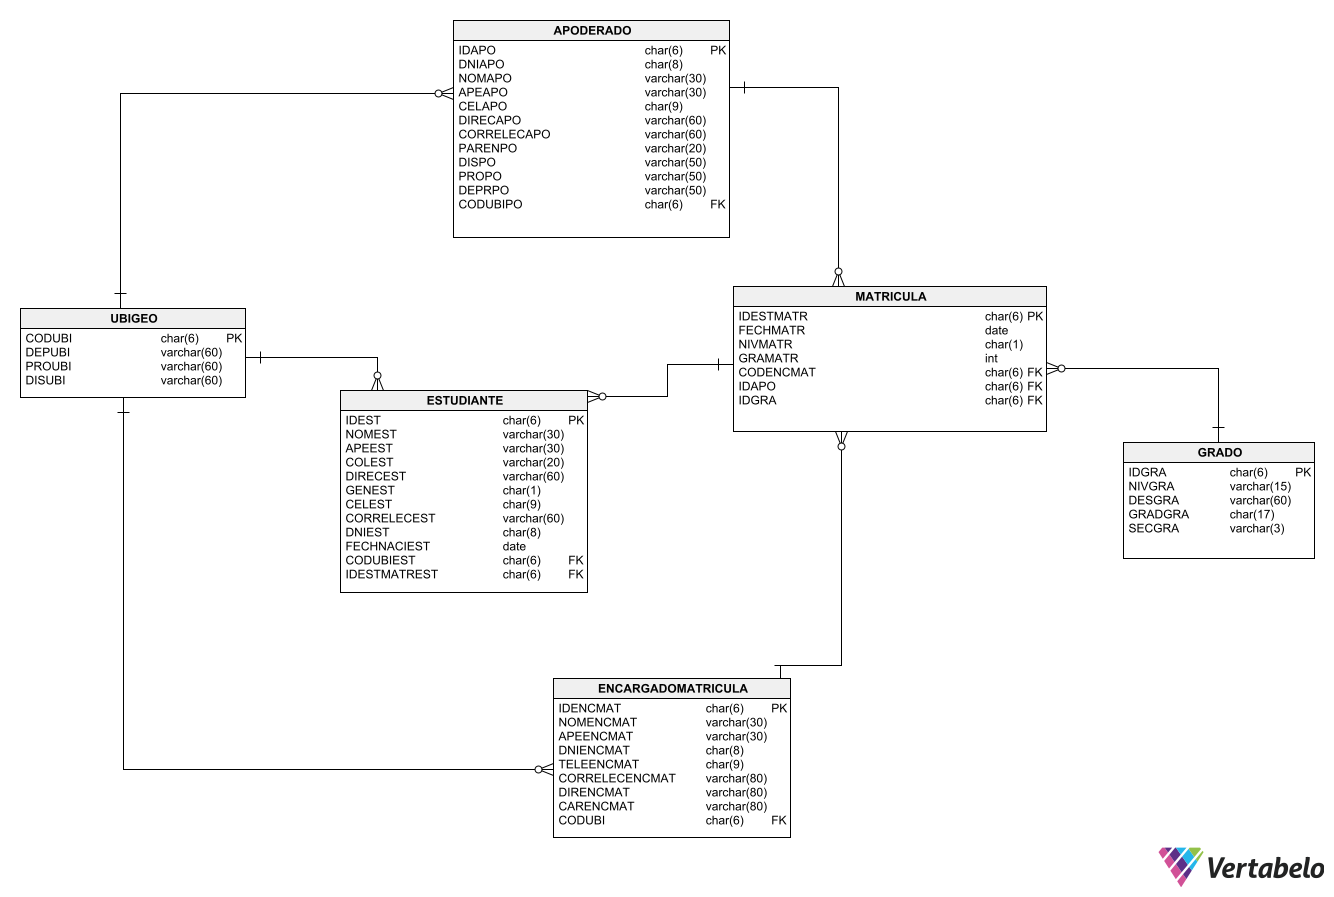 APODERADO
IDAPO char(6) PK
DNIAPO char(8)
NOMAPO varchar(30)
APEAPO varchar(30)
CELAPO char(9)
DIRECAPO varchar(60)
CORRELECAPO varchar(60)
PARENPO varchar(20)
DISPO varchar(50)
PROPO varchar(50)
DEPRPO varchar(50)
CODUBIPO char(6) FK
UBIGEO
CODUBI char(6) PK
DEPUBI varchar(60)
PROUBI varchar(60)
DISUBI varchar(60)
MATRICULA
IDESTMATR char(6) PK
FECHMATR date
NIVMATR char(1)
GRAMATR int
CODENCMAT char(6) FK
IDAPO char(6) FK
IDGRA char(6) FK
ESTUDIANTE
IDEST char(6) PK
NOMEST varchar(30)
APEEST varchar(30)
COLEST varchar(20)
DIRECEST varchar(60)
GENEST char(1)
CELEST char(9)
CORRELECEST varchar(60)
DNIEST char(8)
FECHNACIEST date
CODUBIEST char(6) FK
IDESTMATREST char(6) FK
GRADO
IDGRA char(6) PK
NIVGRA varchar(15)
DESGRA varchar(60)
GRADGRA char(17)
SECGRA varchar(3)
ENCARGADOMATRICULA
IDENCMAT char(6) PK
NOMENCMAT varchar(30)
APEENCMAT varchar(30)
DNIENCMAT char(8)
TELEENCMAT char(9)
CORRELECENCMAT varchar(80)
DIRENCMAT varchar(80)
CARENCMAT varchar(80)
CODUBI char(6) FK
Vertabelo